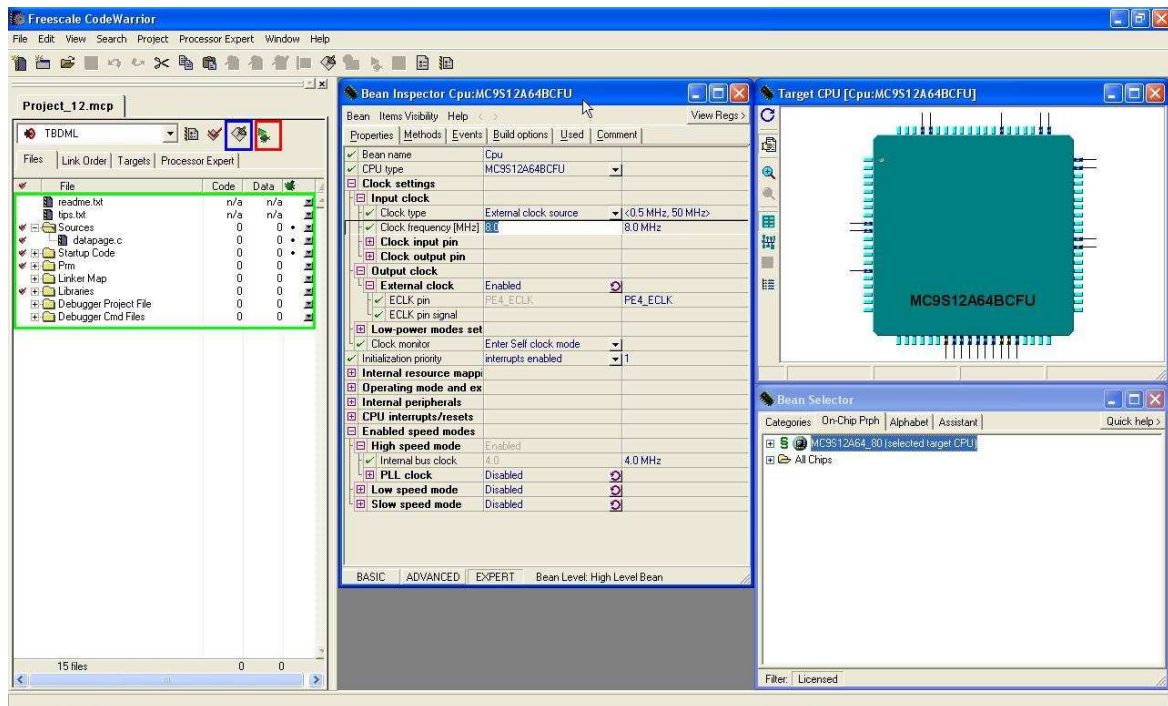 Freescale CodeWarrior
File Edit View Search Project Processor Expert Window Help
Project_12.mcp
TBDML
Files Link Order Targets Processor Expert
File Code Data
readme.txt n/a n/a
tips.txt n/a n/a
Sources 0 0
datapage.c 0 0
Startup Code 0 0
Prm 0 0
Linker Map 0 0
Libraries 0 0
Debugger Project File 0 0
Debugger Cmd Files 0 0
15 files 0 0
Bean Inspector Cpu:MC9S12A64BCFU
Bean Items Visibility Help < > View Regs >
Properties Methods Events Build options Used Comment
Bean name Cpu
CPU type MC9S12A64BCFU
Clock settings
Input clock
Clock type External clock source <0.5 MHz, 50 MHz>
Clock frequency [MHz] 8.0 8.0 MHz
Clock input pin
Clock output pin
Output clock
External clock Enabled
ECLK pin PE4_ECLK PE4_ECLK
ECLK pin signal
Low-power modes set
Clock monitor Enter Self clock mode
Initialization priority interrupts enabled 1
Internal resource mappi
Operating mode and ex
Internal peripherals
CPU interrupts/resets
Enabled speed modes
High speed mode Enabled
Internal bus clock 4.0 4.0 MHz
PLL clock Disabled
Low speed mode Disabled
Slow speed mode Disabled
BASIC ADVANCED EXPERT Bean Level: High Level Bean
Target CPU [Cpu:MC9S12A64BCFU]
MC9S12A64BCFU
Bean Selector
Categories On-Chip Prph Alphabet Assistant Quick help >
S MC9S12A64_80 (selected target CPU)
All Chips
Filter: Licensed